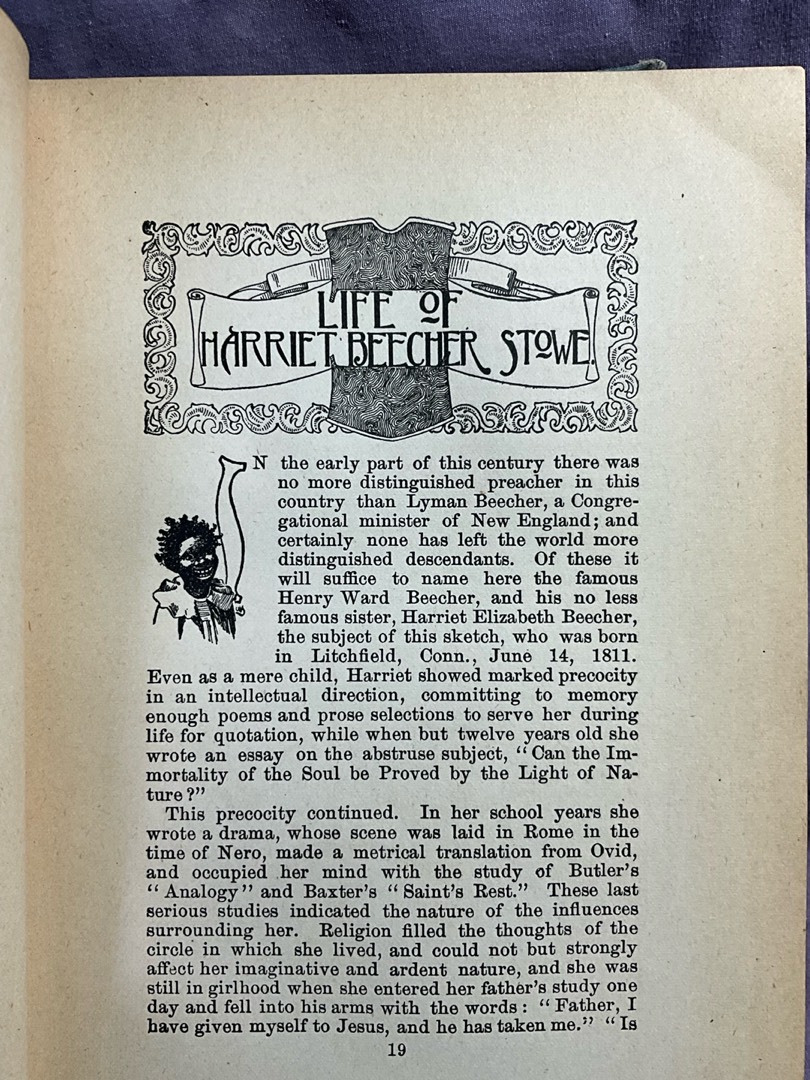 LIFE OF
HARRIET BEECHER STOWE.
IN the early part of this century there was
no more distinguished preacher in this
country than Lyman Beecher, a Congre-
gational minister of New England; and
certainly none has left the world more
distinguished descendants. Of these it
will suffice to name here the famous
Henry Ward Beecher, and his no less
famous sister, Harriet Elizabeth Beecher,
the subject of this sketch, who was born
in Litchfield, Conn., June 14, 1811.
Even as a mere child, Harriet showed marked precocity
in an intellectual direction, committing to memory
enough poems and prose selections to serve her during
life for quotation, while when but twelve years old she
wrote an essay on the abstruse subject, "Can the Im-
mortality of the Soul be Proved by the Light of Na-
ture?"
This precocity continued. In her school years she
wrote a drama, whose scene was laid in Rome in the
time of Nero, made a metrical translation from Ovid,
and occupied her mind with the study of Butler's
"Analogy" and Baxter's "Saint's Rest." These last
serious studies indicated the nature of the influences
surrounding her. Religion filled the thoughts of the
circle in which she lived, and could not but strongly
affect her imaginative and ardent nature, and she was
still in girlhood when she entered her father's study one
day and fell into his arms with the words: "Father, I
have given myself to Jesus, and he has taken me." "Is
19